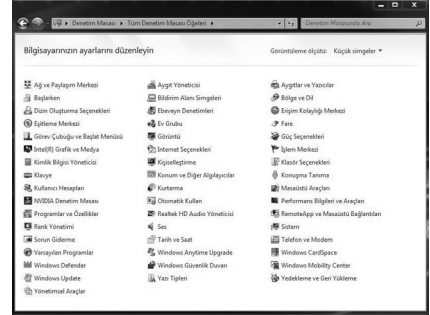 Denetim Masası ▸ Tüm Denetim Masası Öğeleri ▸
Denetim Masasında Ara
Bilgisayarınızın ayarlarını düzenleyin
Görüntüleme ölçütü: Küçük simgeler
Ağ ve Paylaşım Merkezi
Aygıt Yöneticisi
Aygıtlar ve Yazıcılar
Başlarken
Bildirim Alanı Simgeleri
Bölge ve Dil
Dizin Oluşturma Seçenekleri
Ebeveyn Denetimleri
Erişim Kolaylığı Merkezi
Eşitleme Merkezi
Ev Grubu
Fare
Görev Çubuğu ve Başlat Menüsü
Görüntü
Güç Seçenekleri
Intel(R) Grafik ve Medya
Internet Seçenekleri
İşlem Merkezi
Kimlik Bilgisi Yöneticisi
Kişiselleştirme
Klasör Seçenekleri
Klavye
Konum ve Diğer Algılayıcılar
Konuşma Tanıma
Kullanıcı Hesapları
Kurtarma
Masaüstü Araçları
NVIDIA Denetim Masası
Otomatik Kullan
Performans Bilgileri ve Araçları
Programlar ve Özellikler
Realtek HD Audio Yöneticisi
RemoteApp ve Masaüstü Bağlantıları
Renk Yönetimi
Ses
Sistem
Sorun Giderme
Tarih ve Saat
Telefon ve Modem
Varsayılan Programlar
Windows Anytime Upgrade
Windows CardSpace
Windows Defender
Windows Güvenlik Duvarı
Windows Mobility Center
Windows Update
Yazı Tipleri
Yedekleme ve Geri Yükleme
Yönetimsel Araçlar